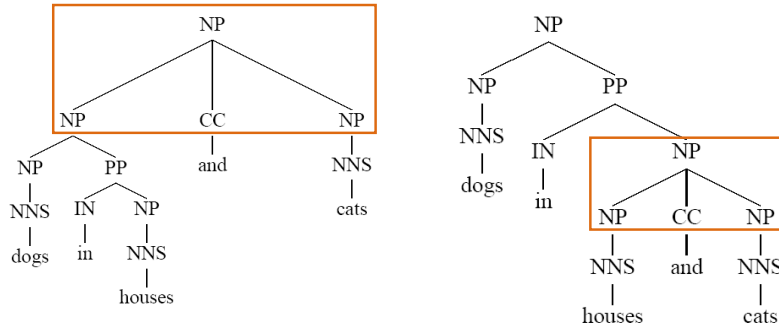 NP
NP CC NP
NP PP and NNS
NNS IN NP cats
dogs in NNS
houses
NP
NP PP
NNS IN NP
dogs in
NP CC NP
NNS and NNS
houses cats